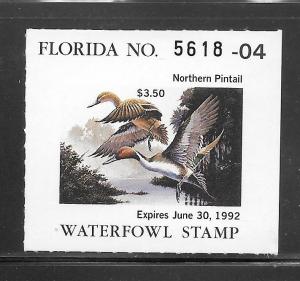 FLORIDA NO. 5618 -04
Northern Pintail
$3.50
Expires June 30, 1992
WATERFOWL STAMP